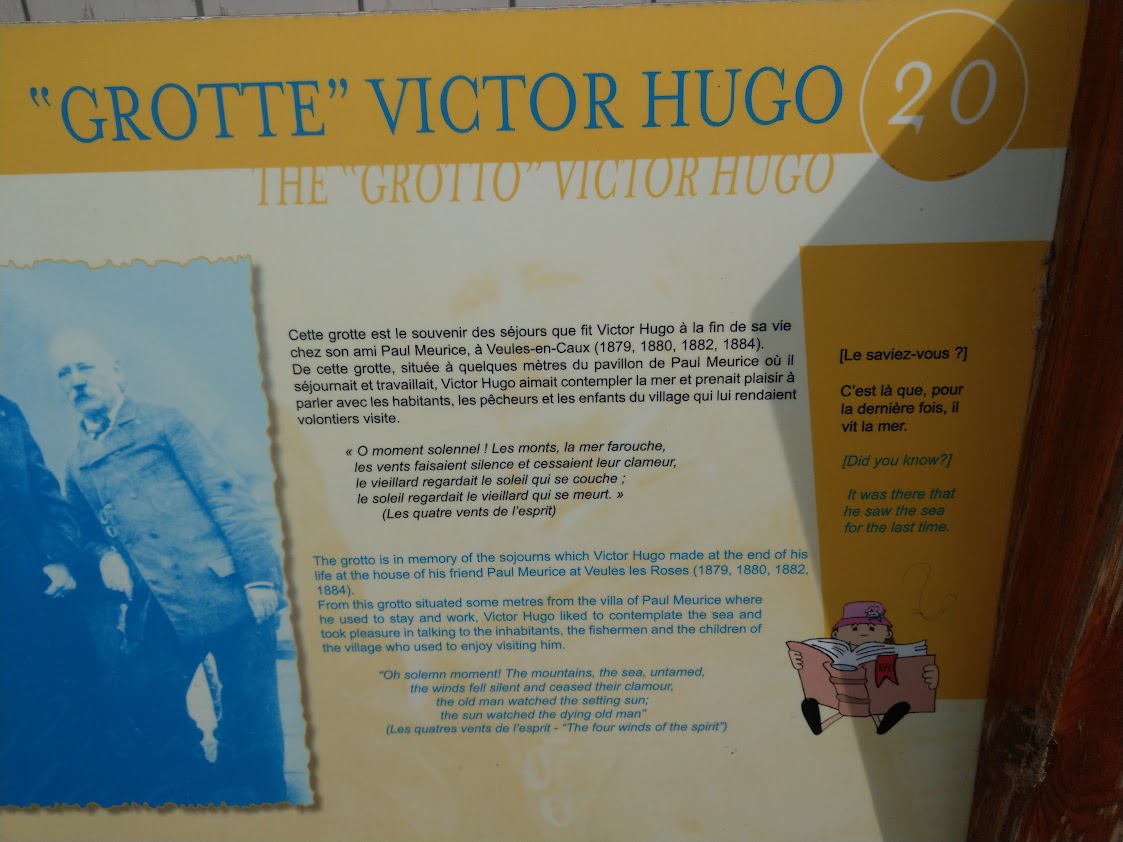 “GROTTE” VICTOR HUGO
20
THE “GROTTO” VICTOR HUGO
Cette grotte est le souvenir des séjours que fit Victor Hugo à la fin de sa vie
chez son ami Paul Meurice, à Veules-en-Caux (1879, 1880, 1882, 1884).
De cette grotte, située à quelques mètres du pavillon de Paul Meurice où il
séjournait et travaillait, Victor Hugo aimait contempler la mer et prenait plaisir à
parler avec les habitants, les pêcheurs et les enfants du village qui lui rendaient
volontiers visite.
« O moment solennel ! Les monts, la mer farouche,
les vents faisaient silence et cessaient leur clameur,
le vieillard regardait le soleil qui se couche ;
le soleil regardait le vieillard qui se meurt. »
(Les quatre vents de l’esprit)
The grotto is in memory of the sojourns which Victor Hugo made at the end of his
life at the house of his friend Paul Meurice at Veules les Roses (1879, 1880, 1882,
1884).
From this grotto situated some metres from the villa of Paul Meurice where
he used to stay and work, Victor Hugo liked to contemplate the sea and
took pleasure in talking to the inhabitants, the fishermen and the children of
the village who used to enjoy visiting him.
“Oh solemn moment! The mountains, the sea, untamed,
the winds fell silent and ceased their clamour,
the old man watched the setting sun;
the sun watched the dying old man”
(Les quatres vents de l’esprit - “The four winds of the spirit”)
[Le saviez-vous ?]
C’est là que, pour
la dernière fois, il
vit la mer.
[Did you know?]
It was there that
he saw the sea
for the last time.